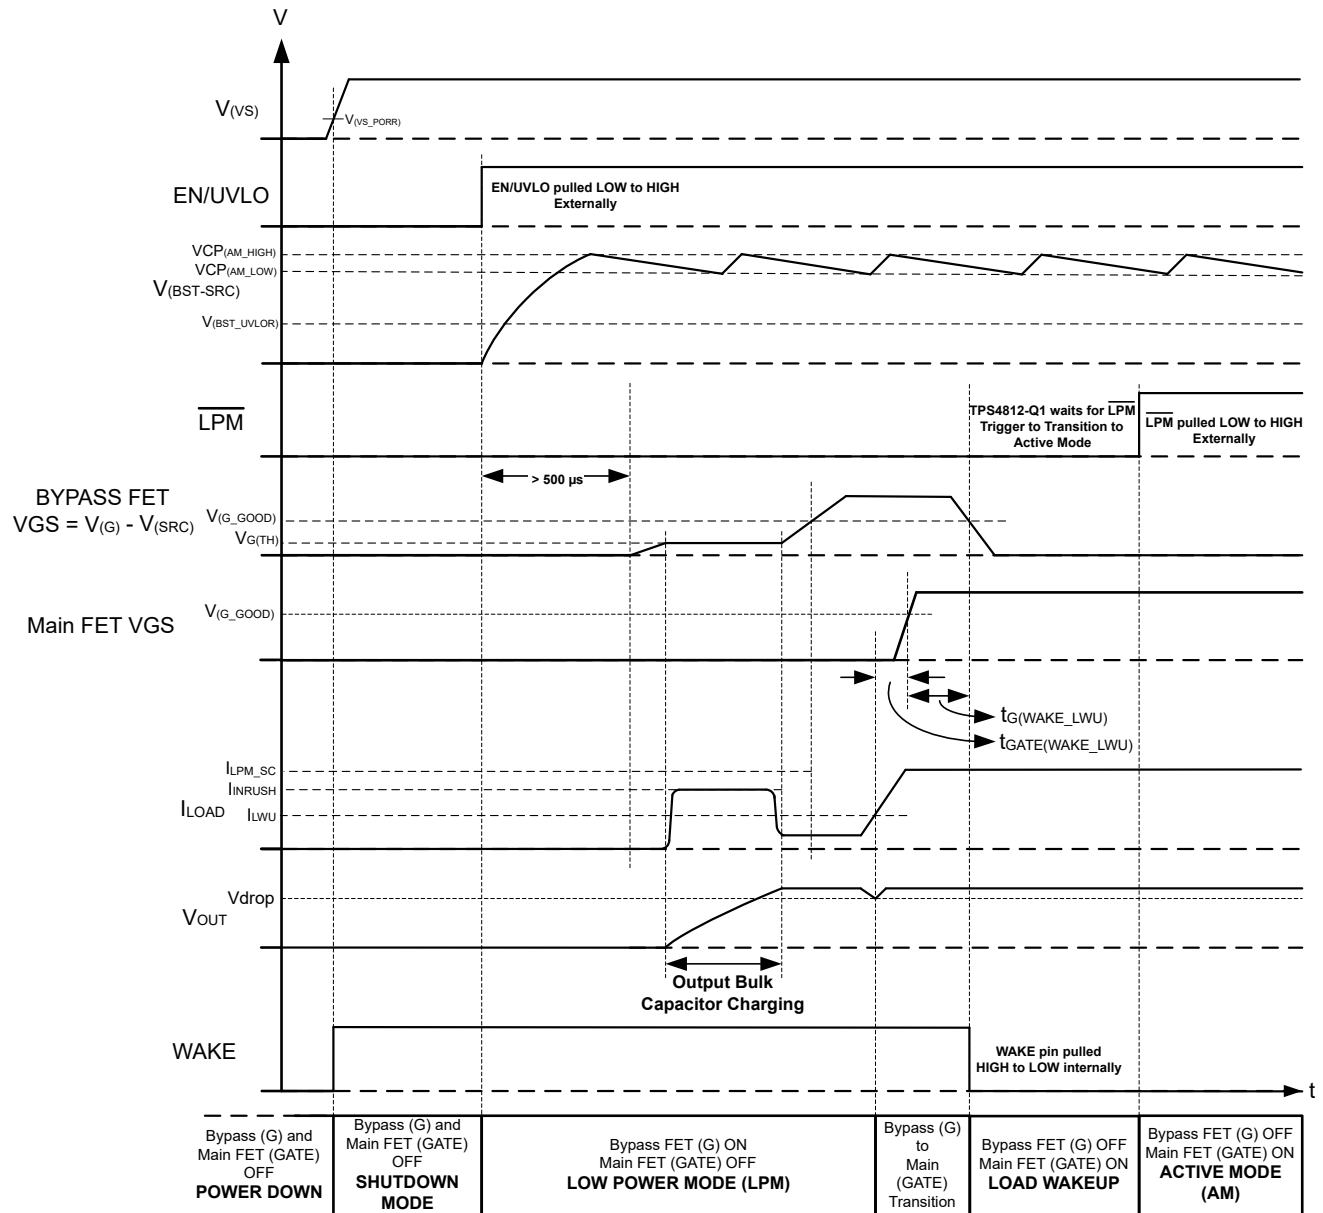 V
V(VS)
V(VS_PORR)
EN/UVLO
EN/UVLO pulled LOW to HIGH
Externally
VCP(AM_HIGH)
VCP(AM_LOW)
V(BST-SRC)
V(BST_UVLOR)
LPM
TPS4812-Q1 waits for LPM
Trigger to Transition to
Active Mode
LPM pulled LOW to HIGH
Externally
> 500 µs
BYPASS FET
VGS = V(G) - V(SRC)
V(G_GOOD)
VG(TH)
Main FET VGS
V(G_GOOD)
tG(WAKE_LWU)
tGATE(WAKE_LWU)
ILPM_SC
IINRUSH
ILOAD
ILWU
Vdrop
VOUT
Output Bulk
Capacitor Charging
WAKE
WAKE pin pulled
HIGH to LOW internally
t
Bypass (G) and
Main FET (GATE)
OFF
POWER DOWN
Bypass (G) and
Main FET (GATE)
OFF
SHUTDOWN
MODE
Bypass FET (G) ON
Main FET (GATE) OFF
LOW POWER MODE (LPM)
Bypass (G)
to
Main
(GATE)
Transition
Bypass FET (G) OFF
Main FET (GATE) ON
LOAD WAKEUP
Bypass FET (G) OFF
Main FET (GATE) ON
ACTIVE MODE
(AM)